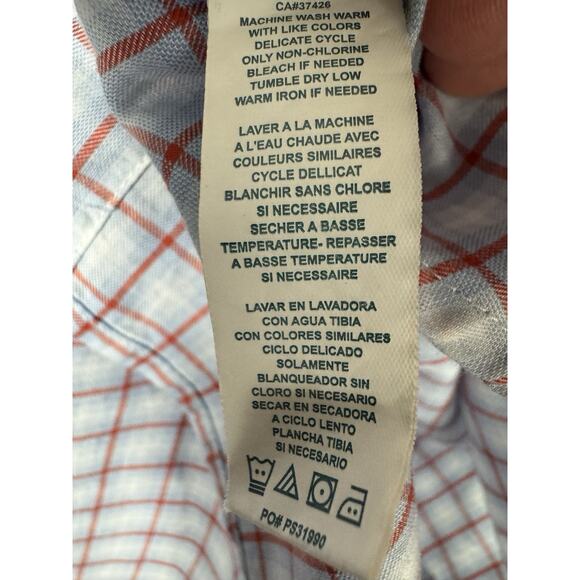 CA#37426
MACHINE WASH WARM
WITH LIKE COLORS
DELICATE CYCLE
ONLY NON-CHLORINE
BLEACH IF NEEDED
TUMBLE DRY LOW
WARM IRON IF NEEDED
LAVER A LA MACHINE
A L'EAU CHAUDE AVEC
COULEURS SIMILAIRES
CYCLE DELLICAT
BLANCHIR SANS CHLORE
SI NECESSAIRE
SECHER A BASSE
TEMPERATURE- REPASSER
A BASSE TEMPERATURE
SI NECESSAIRE
LAVAR EN LAVADORA
CON AGUA TIBIA
CON COLORES SIMILARES
CICLO DELICADO
SOLAMENTE
BLANQUEADOR SIN
CLORO SI NECESARIO
SECAR EN SECADORA
A CICLO LENTO
PLANCHA TIBIA
SI NECESARIO
PO# PS31990